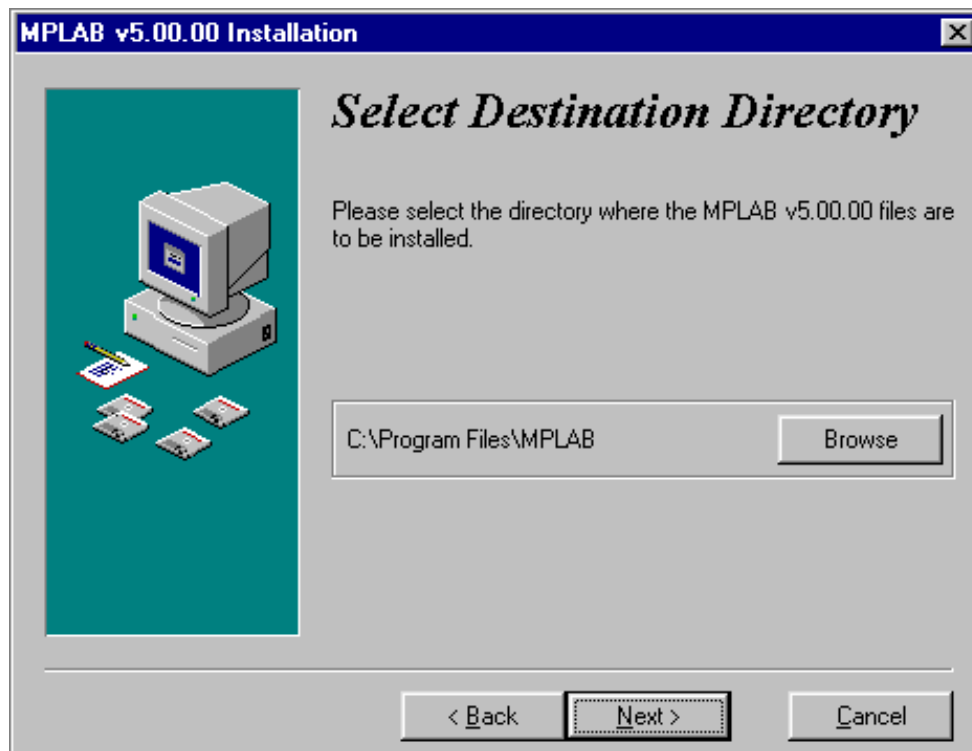 MPLAB v5.00.00 Installation
Select Destination Directory
Please select the directory where the MPLAB v5.00.00 files are
to be installed.
C:\Program Files\MPLAB
Browse
< Back
Next >
Cancel